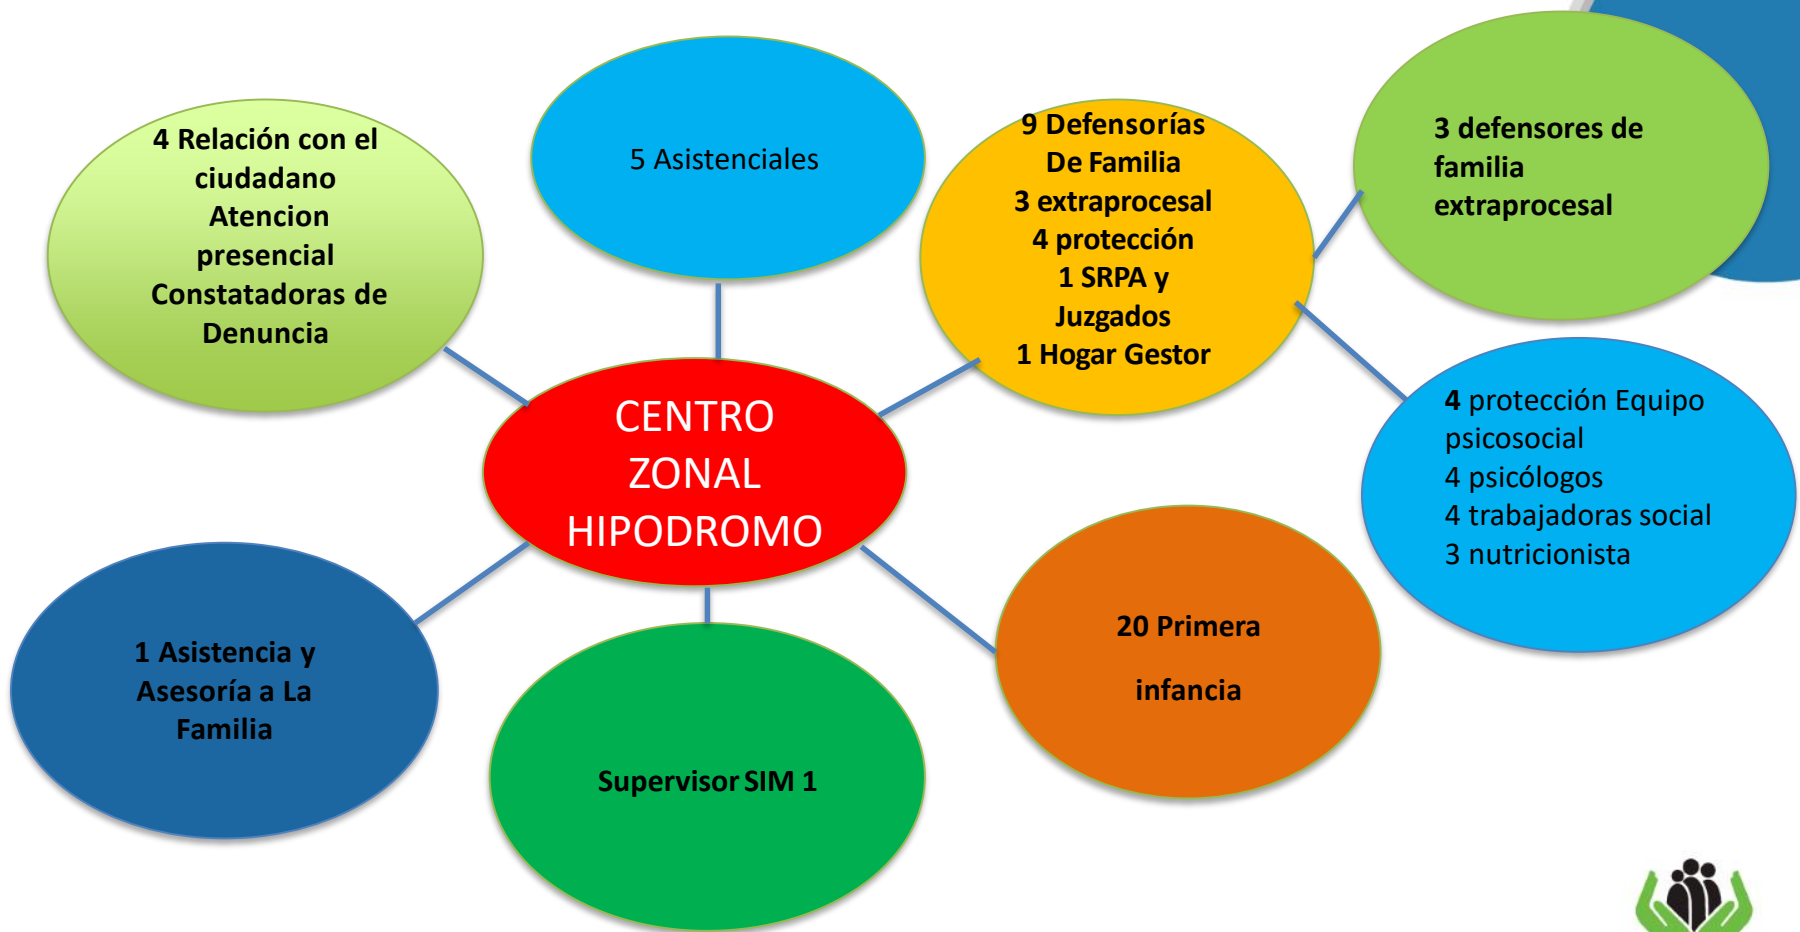 4 Relación con el
ciudadano
Atencion
presencial
Constatadoras de
Denuncia
5 Asistenciales
9 Defensorías
De Familia
3 extraprocesal
4 protección
1 SRPA y
Juzgados
1 Hogar Gestor
3 defensores de
familia
extraprocesal
CENTRO
ZONAL
HIPODROMO
4 protección Equipo
psicosocial
4 psicólogos
4 trabajadoras social
3 nutricionista
1 Asistencia y
Asesoría a La
Familia
Supervisor SIM 1
20 Primera
infancia